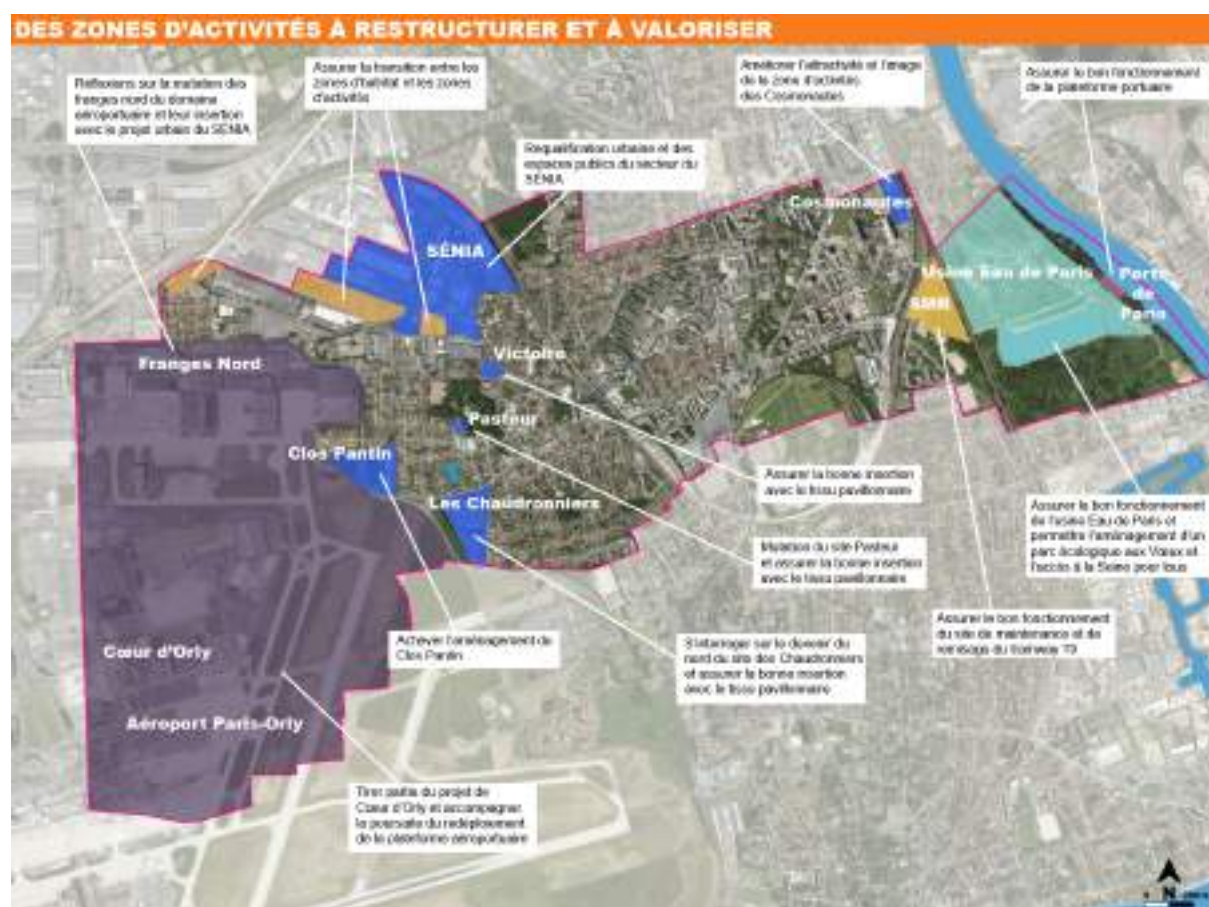 DES ZONES D'ACTIVITÉS À RESTRUCTURER ET À VALORISER
Réflexions sur la mutation des
franges nord du domaine
aéroportuaire et leur insertion
avec le projet urbain du SENIA
Assurer la transition entre les
zones d'habitat et les zones
d'activités
Requalification urbaine et des
espaces publics du secteur du
SENIA
Améliorer l'attractivité et l'image
de la zone d'activités
des Cosmonautes
Assurer le bon fonctionnement
de la plateforme portuaire
Cosmonautes
SÉNIA
Usine Eau de Paris
Porte
de
Paris
SMR
Franges Nord
Victoire
Pasteur
Clos Pantin
Les Chaudronniers
Assurer la bonne insertion
avec le tissu pavillonnaire
Mutation du site Pasteur
et assurer la bonne insertion
avec le tissu pavillonnaire
Assurer le bon fonctionnement
de l'usine Eau de Paris et
permettre l'aménagement d'un
parc écologique aux Vœux et
l'accès à la Seine pour tous
Assurer le bon fonctionnement
du site de maintenance et de
remisage du tramway T9
Achever l'aménagement du
Clos Pantin
S'interroger sur le devenir du
nord du site des Chaudronniers
et assurer la bonne insertion
avec le tissu pavillonnaire
Cœur d'Orly
Aéroport Paris-Orly
Tirer partie du projet de
Cœur d'Orly et accompagner
la poursuite du redéploiement
de la plateforme aéroportuaire
N